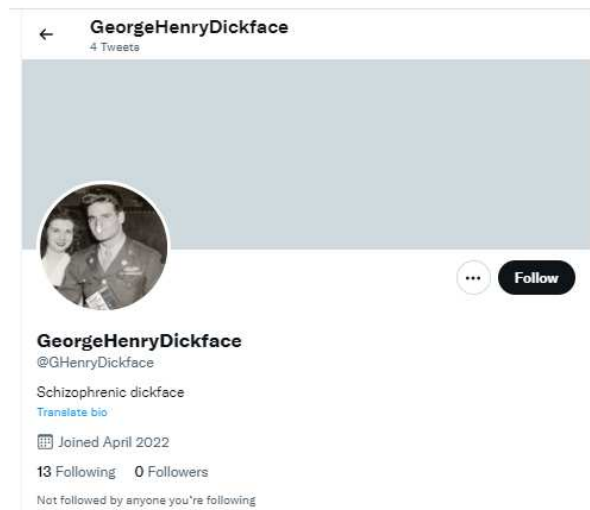 GeorgeHenryDickface
4 Tweets
Follow
GeorgeHenryDickface
@GHenryDickface
Schizophrenic dickface
Translate bio
Joined April 2022
13 Following 0 Followers
Not followed by anyone you're following